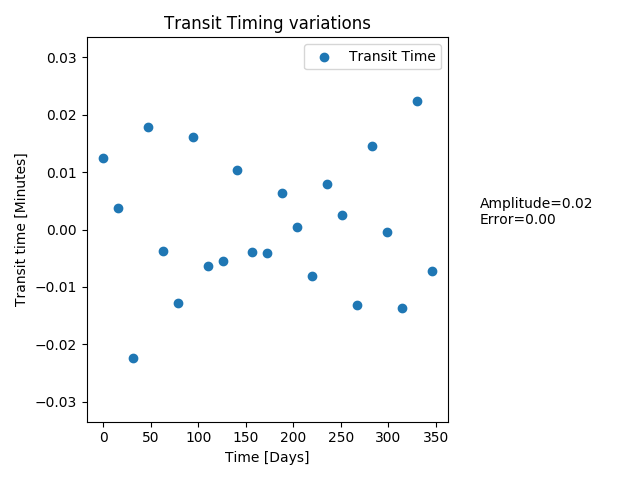 Transit Timing variations
Transit Time
0.03
0.02
0.01
0.00
−0.01
−0.02
−0.03
Transit time [Minutes]
Amplitude=0.02
Error=0.00
0 50 100 150 200 250 300 350
Time [Days]